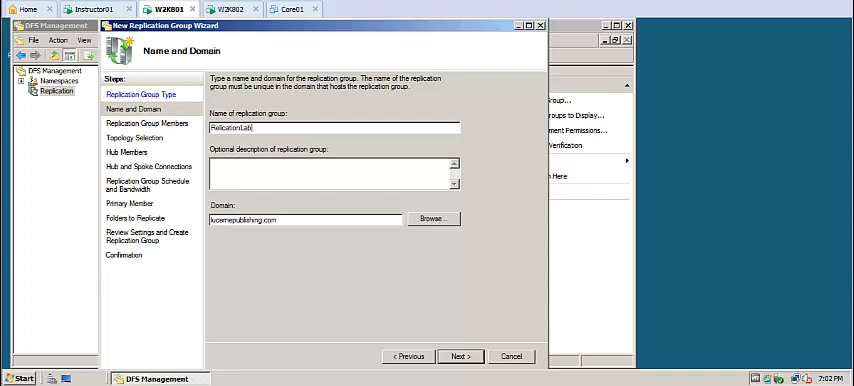 Home
Instructor01
W2K801
W2K802
Core01
DFS Management
New Replication Group Wizard
File Action View
Name and Domain
DFS Management
Namespaces
Replication
Steps:
Replication Group Type
Name and Domain
Replication Group Members
Topology Selection
Hub Members
Hub and Spoke Connections
Replication Group Schedule
and Bandwidth
Primary Member
Folders to Replicate
Review Settings and Create
Replication Group
Confirmation
Type a name and domain for the replication group. The name of the replication
group must be unique in the domain that hosts the replication group.
Name of replication group:
RelicationLab
Optional description of replication group:
Domain:
lucernepublishing.com
Browse...
< Previous
Next >
Cancel
roup...
roups to Display...
ment Permissions...
Verification
Here
Start
DFS Management
7:02 PM